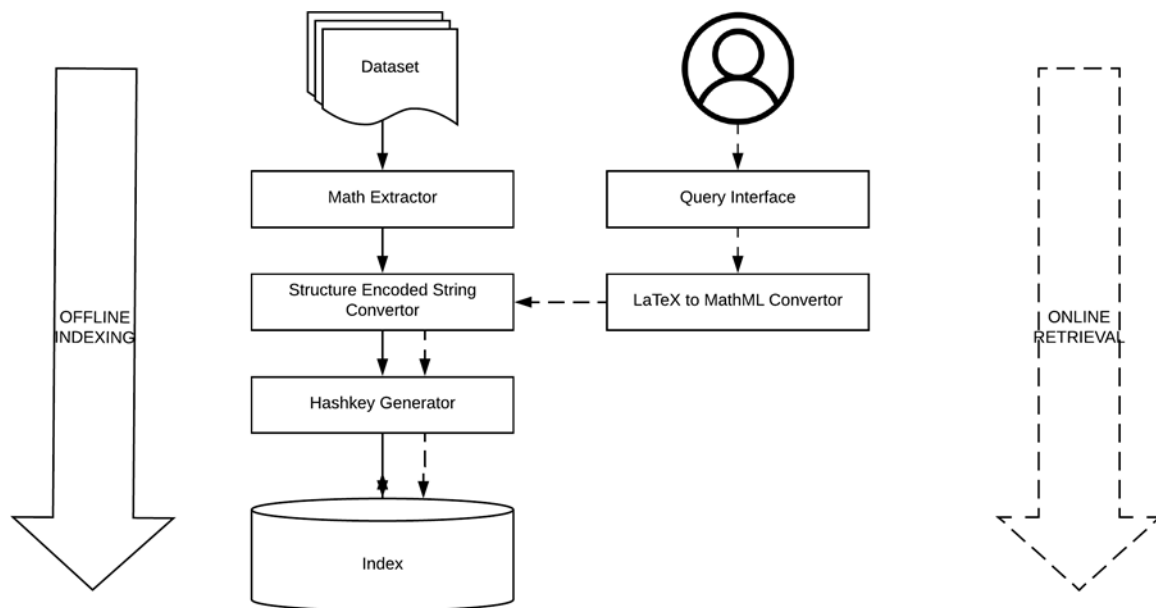 Dataset
Math Extractor
Query Interface
Structure Encoded String
Convertor
LaTeX to MathML Convertor
OFFLINE
INDEXING
ONLINE
RETRIEVAL
Hashkey Generator
Index